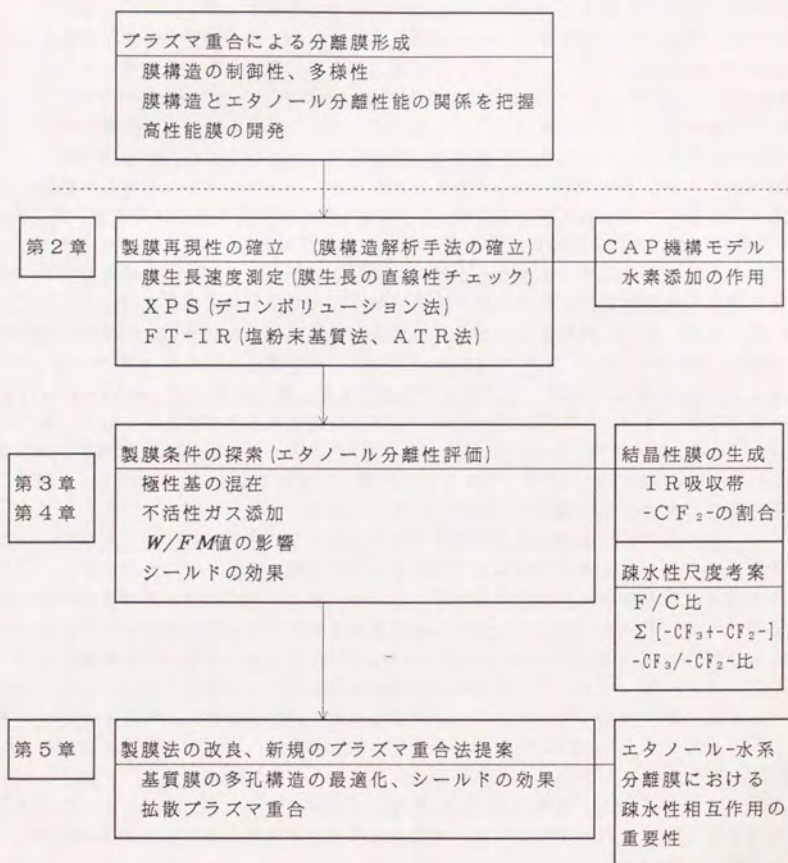 プラズマ重合による分離膜形成
膜構造の制御性、多様性
膜構造とエタノール分離性能の関係を把握
高性能膜の開発
第2章
製膜再現性の確立 (膜構造解析手法の確立)
膜生長速度測定(膜生長の直線性チェック)
XPS(デコンボリューション法)
FT-IR(塩粉末基質法、ATR法)
CAP機構モデル
水素添加の作用
第3章
第4章
製膜条件の探索(エタノール分離性評価)
極性基の混在
不活性ガス添加
W/FM値の影響
シールドの効果
結晶性膜の生成
IR吸収帯
-CF₂-の割合
疎水性尺度考案
F/C比
Σ[-CF₃+-CF₂-]
-CF₃/-CF₂-比
第5章
製膜法の改良、新規のプラズマ重合法提案
基質膜の多孔構造の最適化、シールドの効果
拡散プラズマ重合
エタノール-水系
分離膜における
疎水性相互作用の
重要性